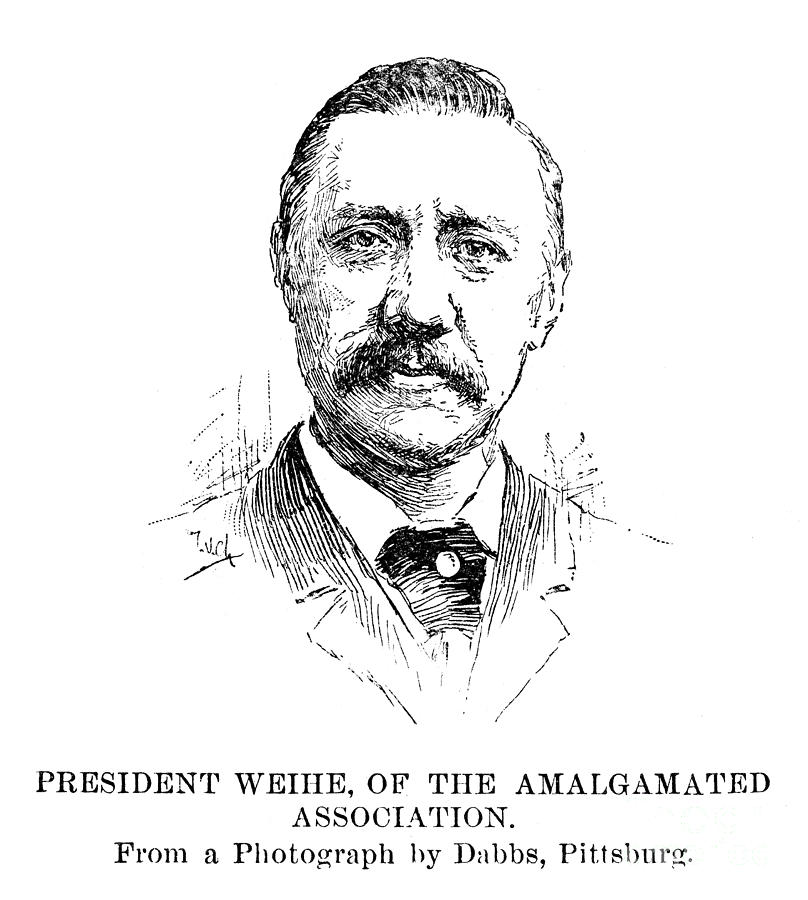 PRESIDENT WEIHE, OF THE AMALGAMATED
ASSOCIATION.
From a Photograph by Dabbs, Pittsburg.